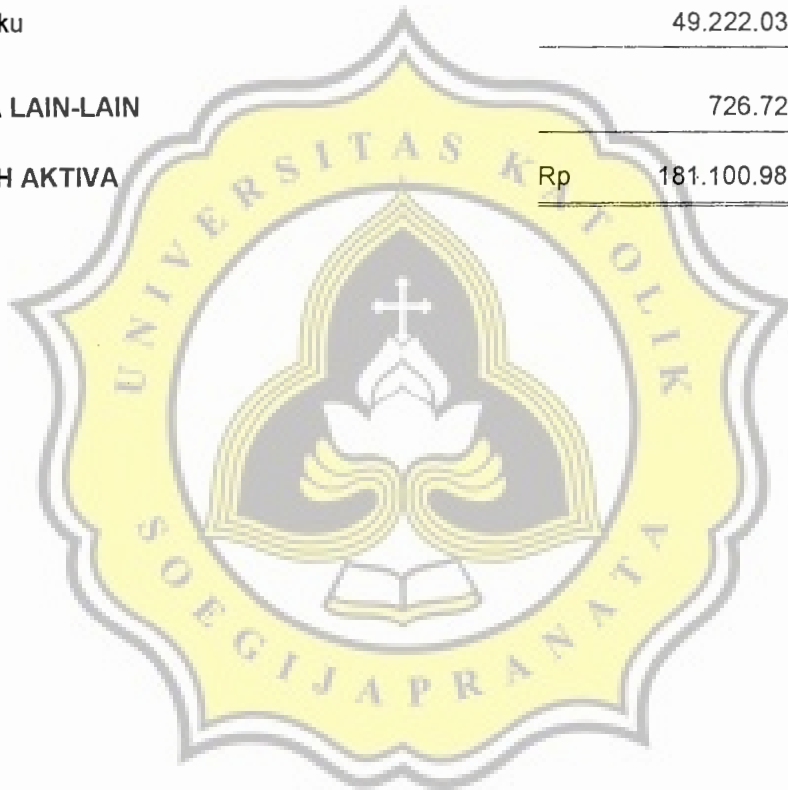 ku 49.222.03
A LAIN-LAIN 726.72
H AKTIVA Rp 181.100.98
UNIVERSITAS KATOLIK
SOEGIJAPRANATA